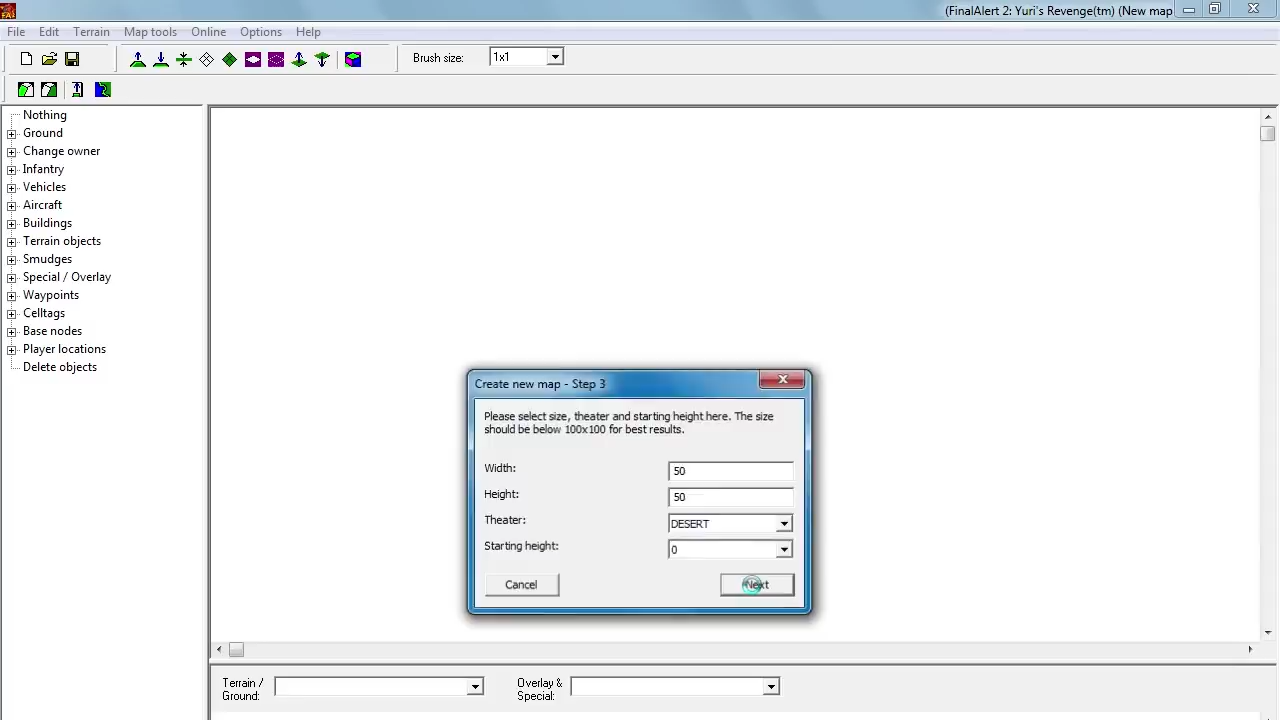 (FinalAlert 2: Yuri's Revenge(tm) (New map
File Edit Terrain Map tools Online Options Help
Brush size: 1x1
Nothing
Ground
Change owner
Infantry
Vehicles
Aircraft
Buildings
Terrain objects
Smudges
Special / Overlay
Waypoints
Celltags
Base nodes
Player locations
Delete objects
Create new map - Step 3
Please select size, theater and starting height here. The size
should be below 100x100 for best results.
Width: 50
Height: 50
Theater: DESERT
Starting height: 0
Cancel Next
Terrain / Overlay &
Ground: Special: